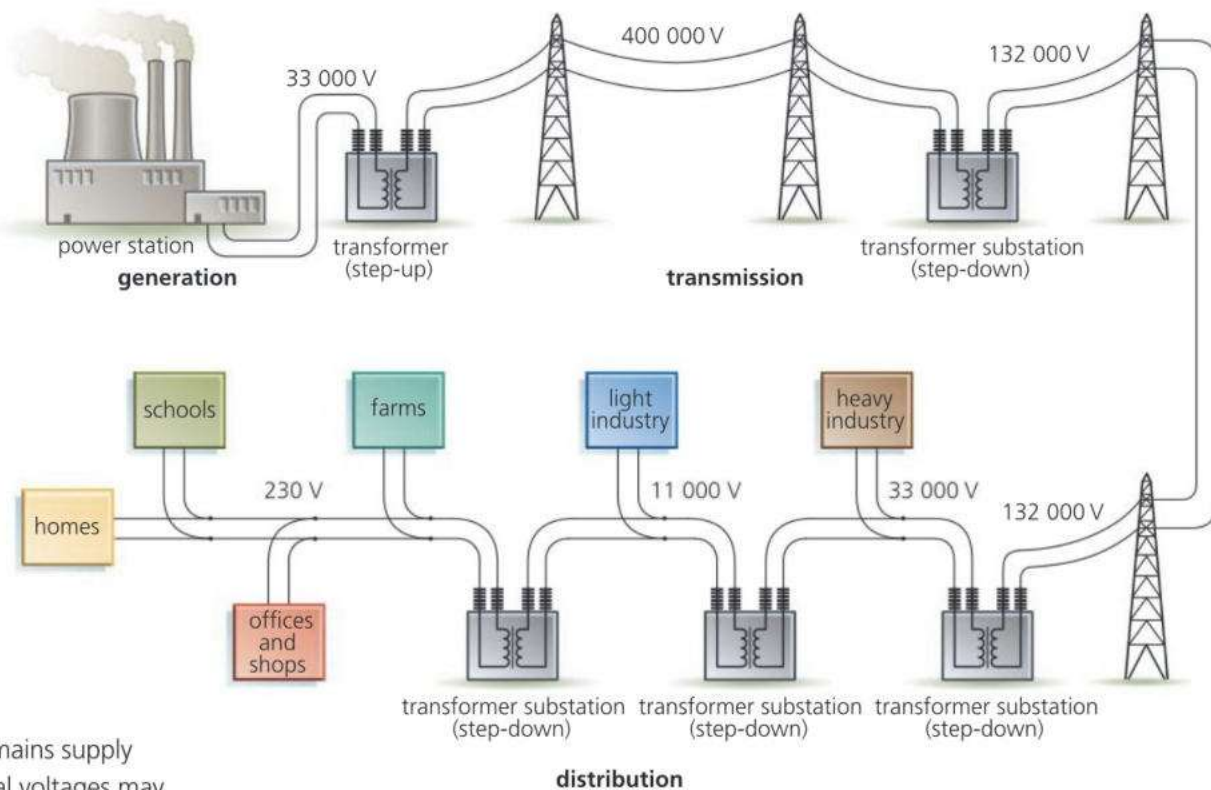 400 000 V
132 000 V
33 000 V
power station
transformer
(step-up)
transformer substation
(step-down)
generation
transmission
schools
farms
light
industry
heavy
industry
230 V
11 000 V
33 000 V
132 000 V
homes
offices
and
shops
transformer substation
(step-down)
transformer substation
(step-down)
transformer substation
(step-down)
mains supply
distribution
voltages may